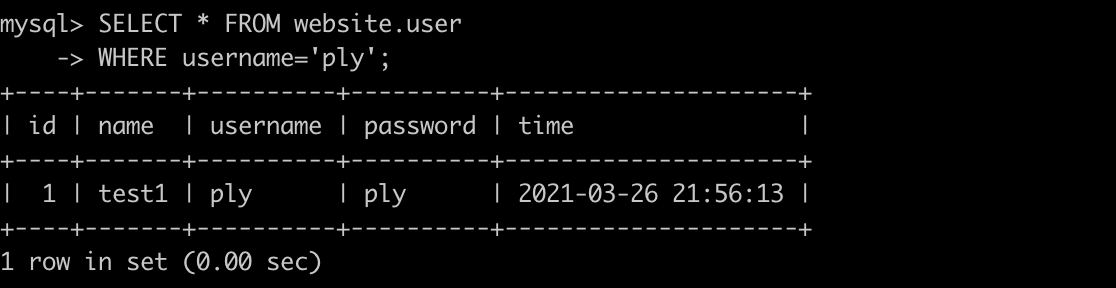 mysql> SELECT * FROM website.user
    -> WHERE username='ply';
+----+-------+----------+----------+---------------------+
| id | name  | username | password | time                |
+----+-------+----------+----------+---------------------+
|  1 | test1 | ply      | ply      | 2021-03-26 21:56:13 |
+----+-------+----------+----------+---------------------+
1 row in set (0.00 sec)